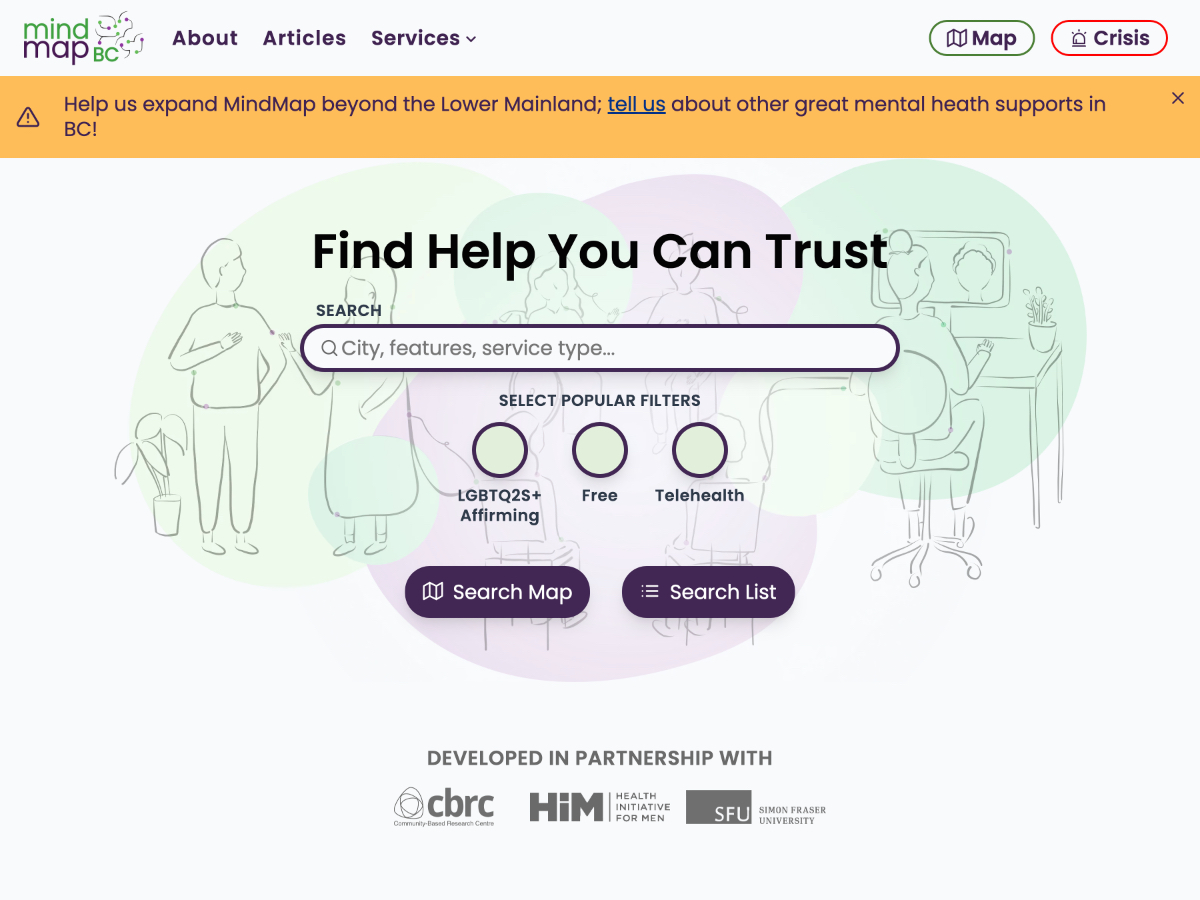 mind
map BC
About
Articles
Services
Map
Crisis
Help us expand MindMap beyond the Lower Mainland; tell us about other great mental heath supports in
BC!
Find Help You Can Trust
SEARCH
City, features, service type...
SELECT POPULAR FILTERS
LGBTQ2S+
Affirming
Free
Telehealth
Search Map
Search List
DEVELOPED IN PARTNERSHIP WITH
cbrc
Community-Based Research Centre
HiM
HEALTH
INITIATIVE
FOR MEN
SFU
SIMON FRASER
UNIVERSITY